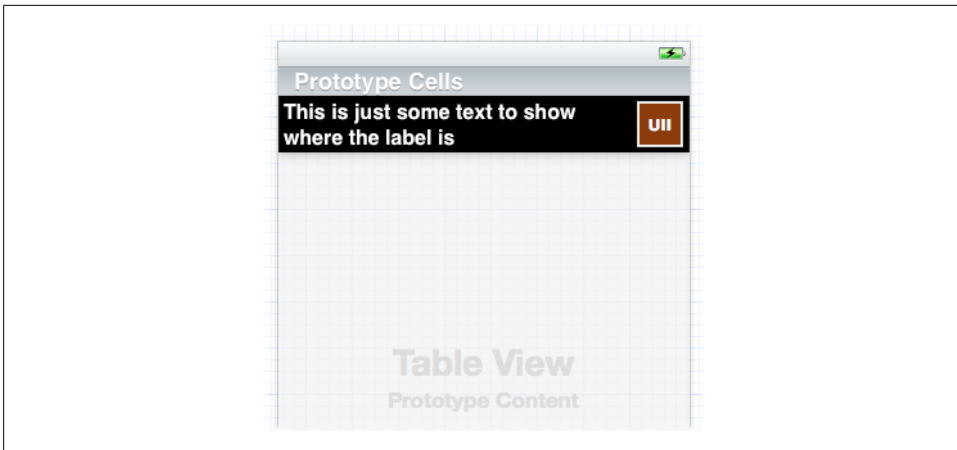 Prototype Cells
This is just some text to show
where the label is
UII
Table View
Prototype Content